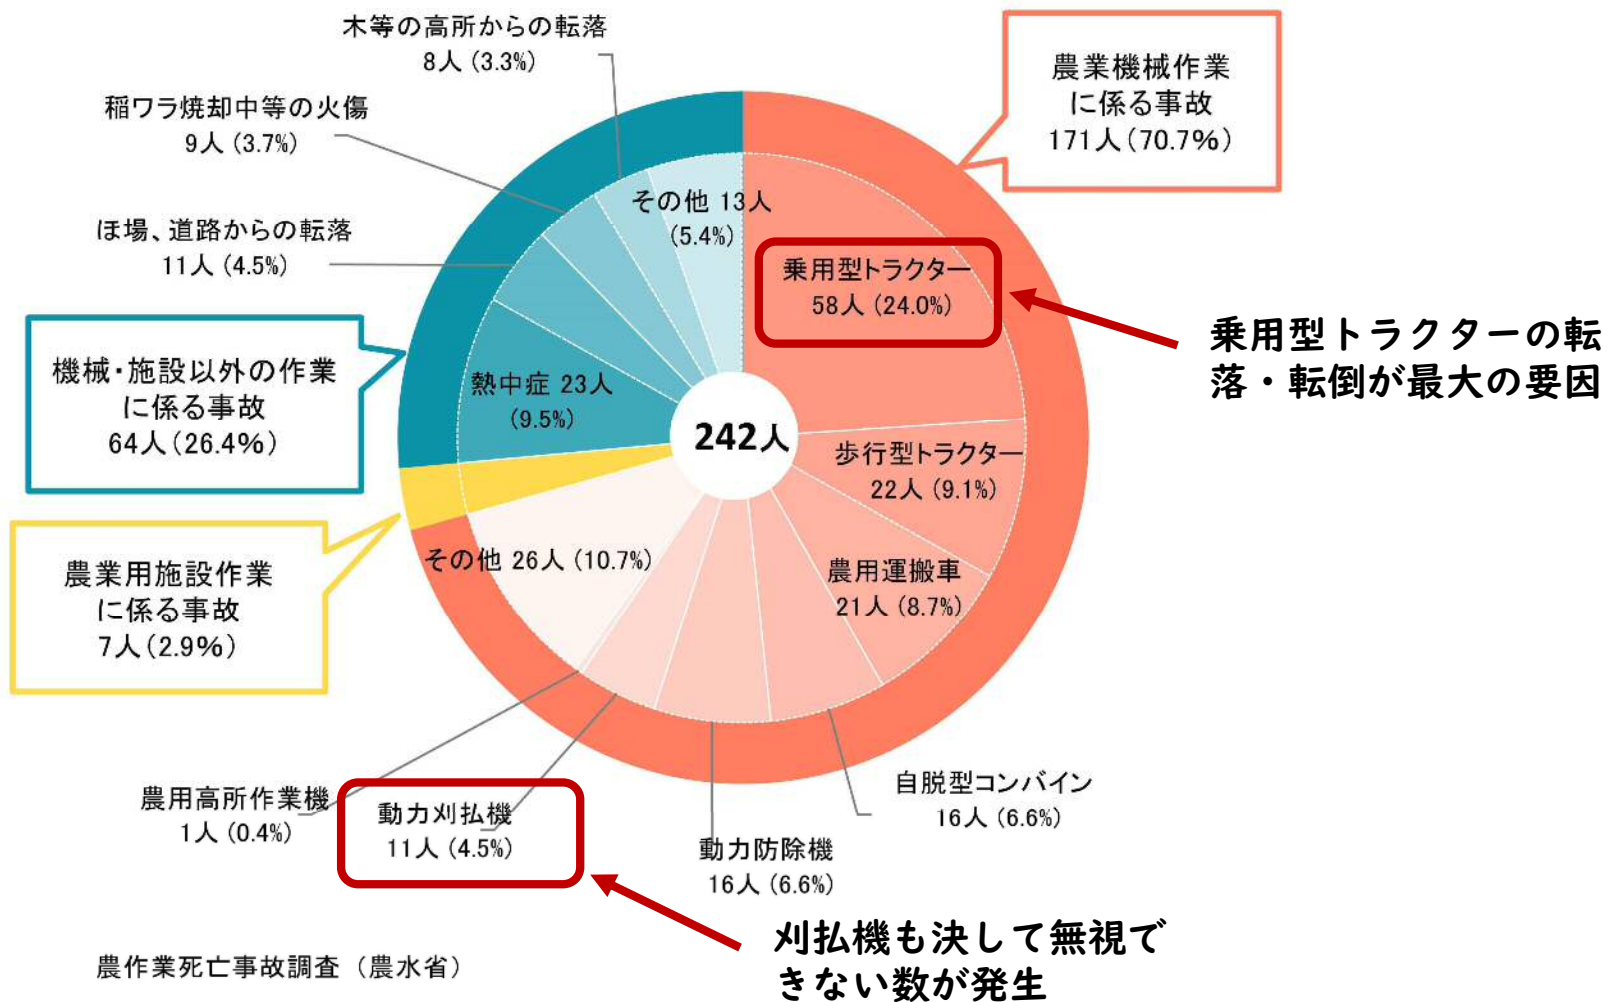 木等の高所からの転落
8人 (3.3%)
稲ワラ焼却中等の火傷
9人 (3.7%)
ほ場、道路からの転落
11人 (4.5%)
機械・施設以外の作業
に係る事故
64人(26.4%)
農業用施設作業
に係る事故
7人(2.9%)
農業機械作業
に係る事故
171人(70.7%)
その他 13人
(5.4%)
乗用型トラクター
58人 (24.0%)
乗用型トラクターの転
落・転倒が最大の要因
熱中症 23人
(9.5%)
242人
歩行型トラクター
22人 (9.1%)
農用運搬車
21人 (8.7%)
その他 26人 (10.7%)
自脱型コンバイン
16人 (6.6%)
動力防除機
16人 (6.6%)
動力刈払機
11人 (4.5%)
農用高所作業機
1人 (0.4%)
刈払機も決して無視で
きない数が発生
農作業死亡事故調査（農水省）